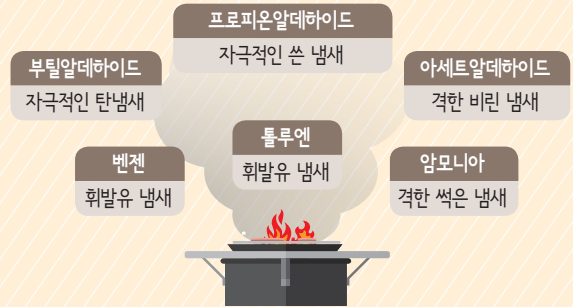 프로피온알데하이드
자극적인 쓴 냄새
부틸알데하이드
자극적인 탄냄새
아세트알데하이드
격한 비린 냄새
톨루엔
휘발유 냄새
벤젠
휘발유 냄새
암모니아
격한 썩은 냄새